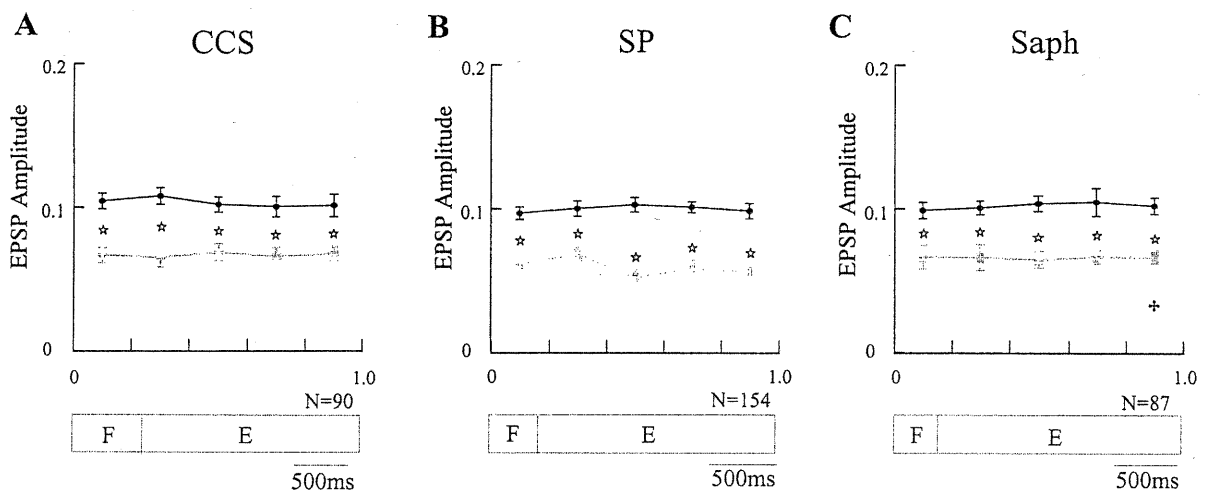 A
CCS
EPSP Amplitude
0.2
0.1
0
0
1.0
N=90
F
E
500ms
B
SP
EPSP Amplitude
0.2
0.1
0
0
1.0
N=154
F
E
500ms
C
Saph
EPSP Amplitude
0.2
0.1
0
0
1.0
N=87
F
E
500ms